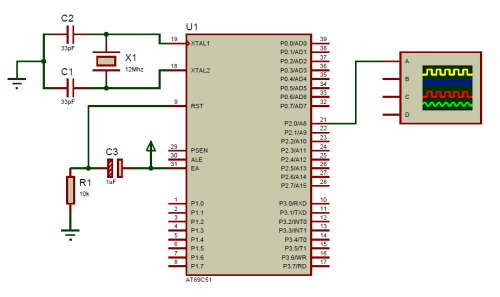 C2
33pF
X1
12Mhz
C1
33pF
C3
1uF
R1
10k
U1
19 XTAL1
18 XTAL2
9 RST
29 PSEN
30 ALE
31 EA
1 P1.0
2 P1.1
3 P1.2
4 P1.3
5 P1.4
6 P1.5
7 P1.6
8 P1.7
P0.0/AD0 39
P0.1/AD1 38
P0.2/AD2 37
P0.3/AD3 36
P0.4/AD4 35
P0.5/AD5 34
P0.6/AD6 33
P0.7/AD7 32
P2.0/A8 21
P2.1/A9 22
P2.2/A10 23
P2.3/A11 24
P2.4/A12 25
P2.5/A13 26
P2.6/A14 27
P2.7/A15 28
P3.0/RXD 10
P3.1/TXD 11
P3.2/INT0 12
P3.3/INT1 13
P3.4/T0 14
P3.5/T1 15
P3.6/WR 16
P3.7/RD 17
AT89C51
A
B
C
D